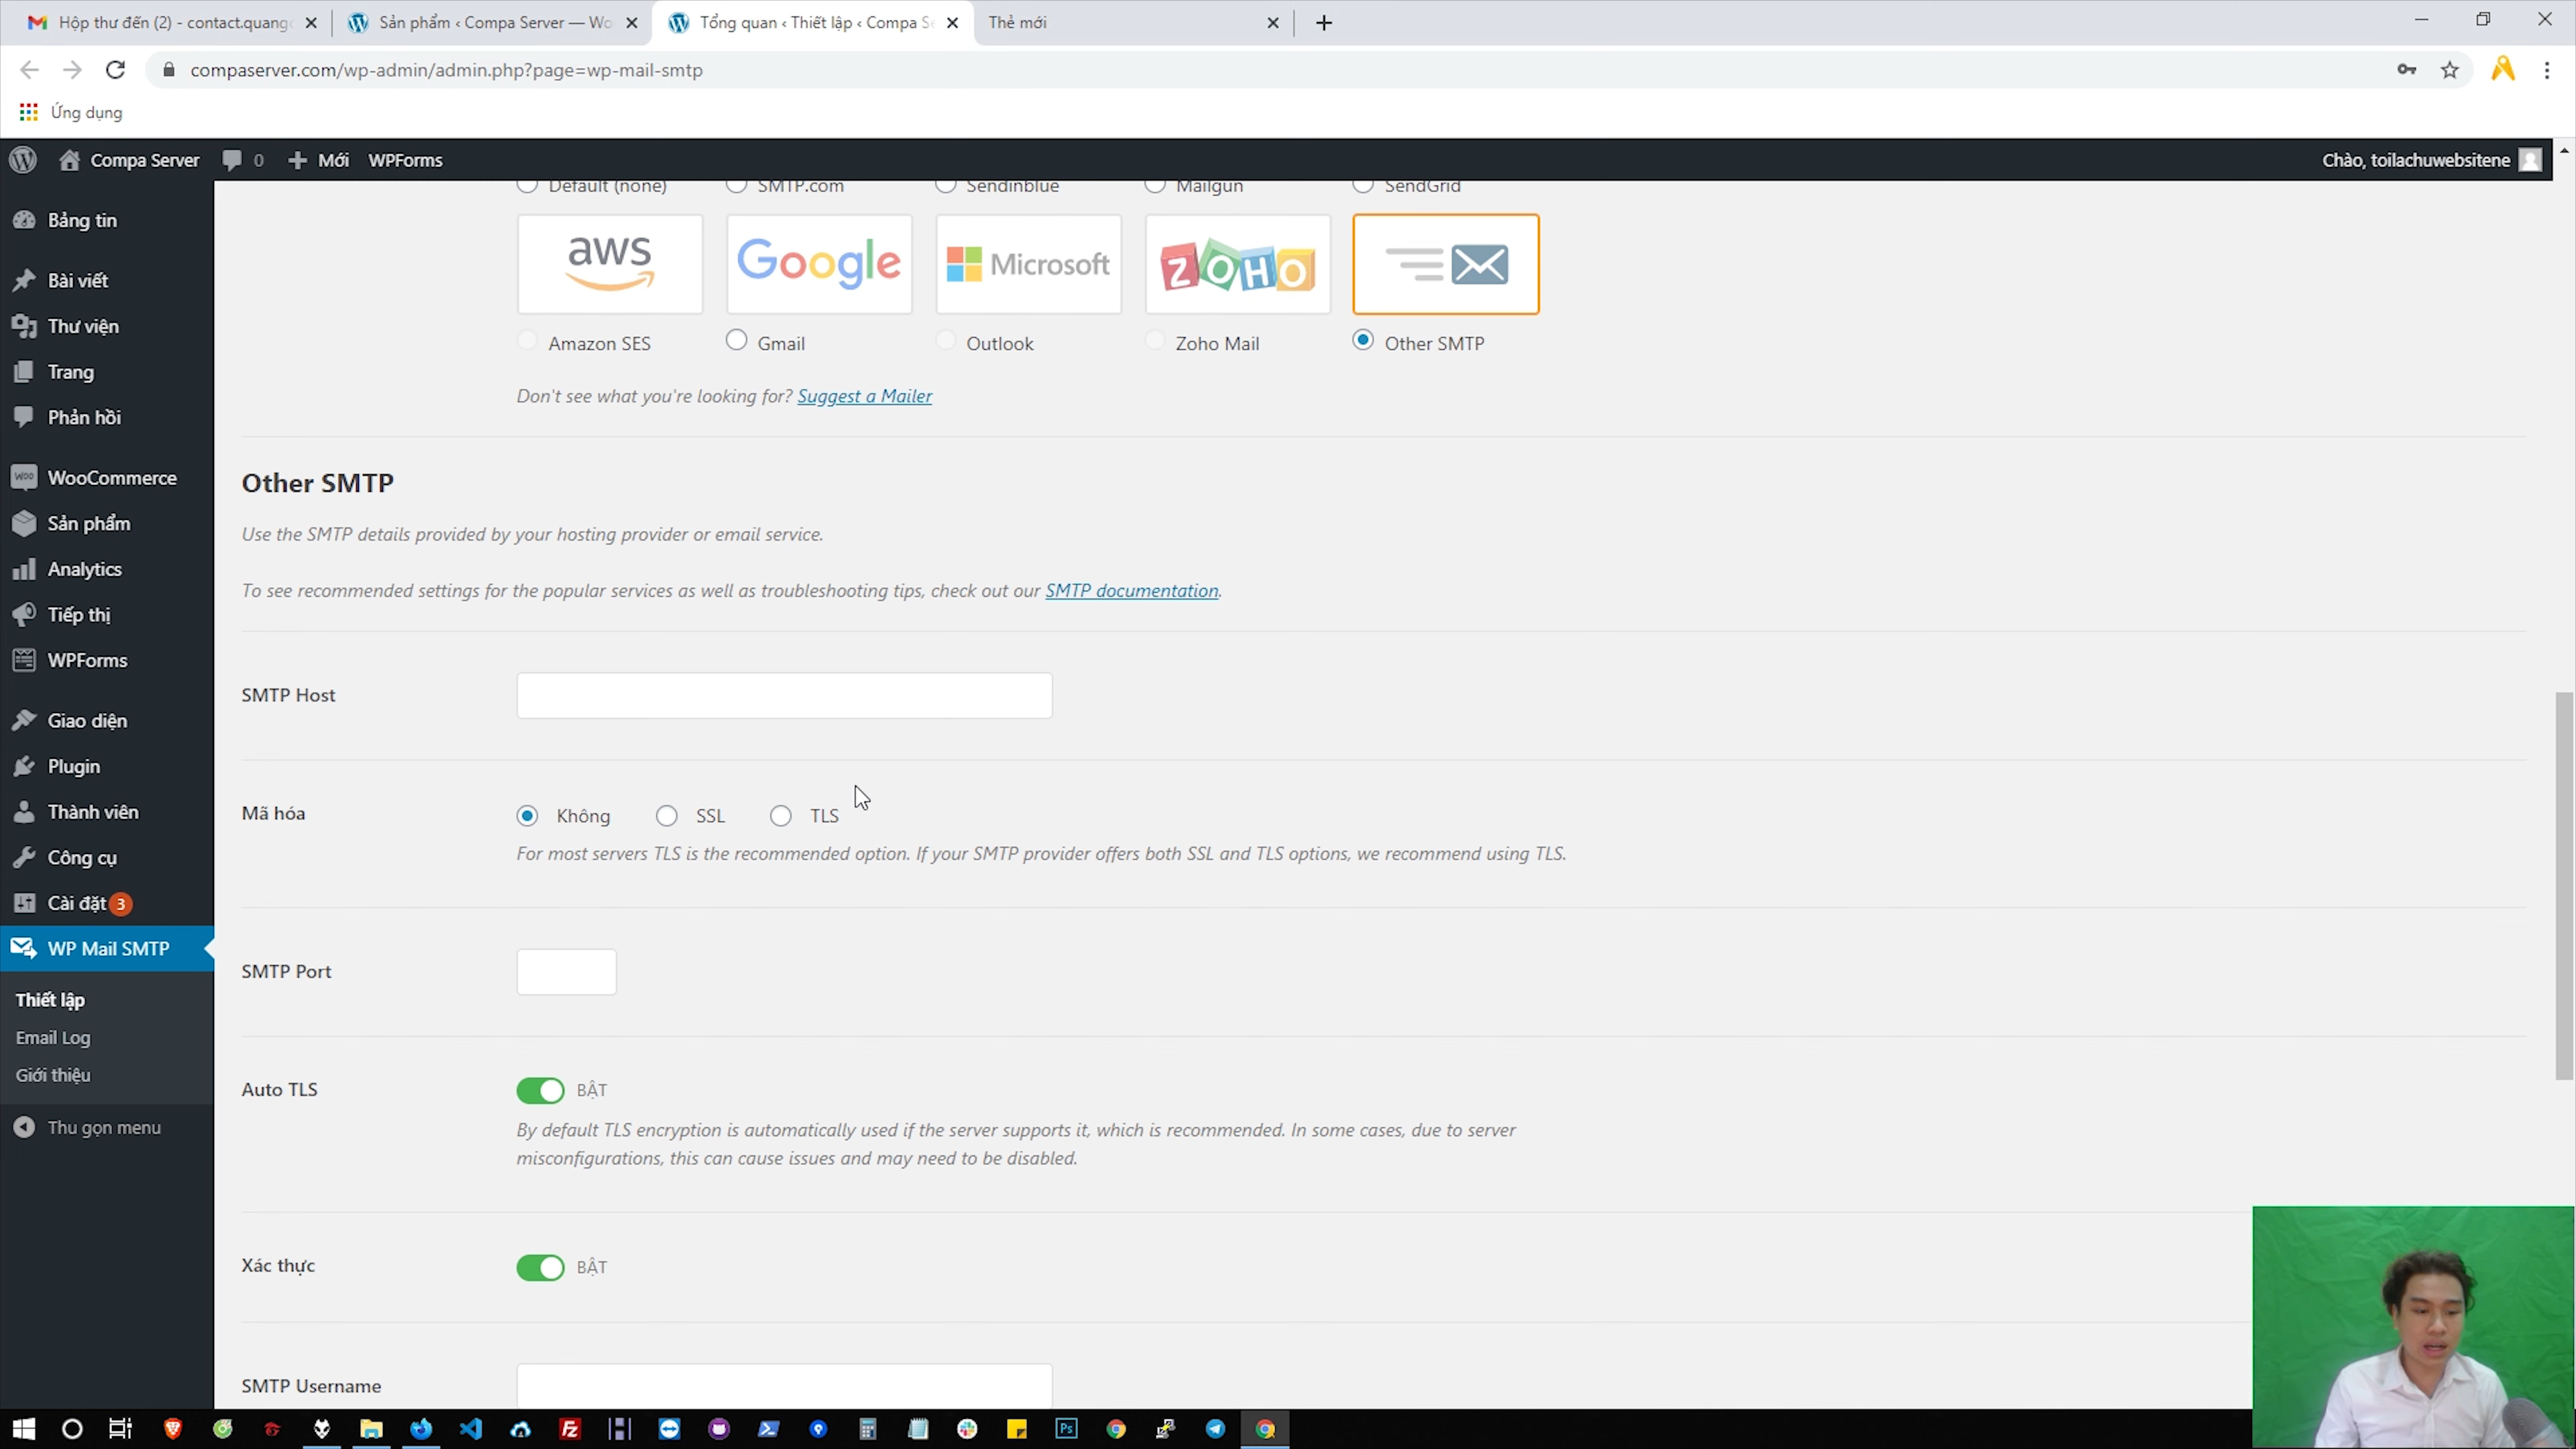 Hộp thư đến (2) - contact.quang
Sản phẩm ‹ Compa Server — Wo
Tổng quan ‹ Thiết lập ‹ Compa Se
Thẻ mới
compaserver.com/wp-admin/admin.php?page=wp-mail-smtp
Ứng dụng
Compa Server
0
Mới
WPForms
Chào, toilachuwebsitene
Bảng tin
Bài viết
Thư viện
Trang
Phản hồi
WooCommerce
Sản phẩm
Analytics
Tiếp thị
WPForms
Giao diện
Plugin
Thành viên
Công cụ
Cài đặt 3
WP Mail SMTP
Thiết lập
Email Log
Giới thiệu
Thu gọn menu
Default (none)
SMTP.com
Sendinblue
Mailgun
SendGrid
aws
Google
Microsoft
ZOHO
Amazon SES
Gmail
Outlook
Zoho Mail
Other SMTP
Don't see what you're looking for? Suggest a Mailer
Other SMTP
Use the SMTP details provided by your hosting provider or email service.
To see recommended settings for the popular services as well as troubleshooting tips, check out our SMTP documentation.
SMTP Host
Mã hóa
Không
SSL
TLS
For most servers TLS is the recommended option. If your SMTP provider offers both SSL and TLS options, we recommend using TLS.
SMTP Port
Auto TLS
BẬT
By default TLS encryption is automatically used if the server supports it, which is recommended. In some cases, due to server
misconfigurations, this can cause issues and may need to be disabled.
Xác thực
BẬT
SMTP Username